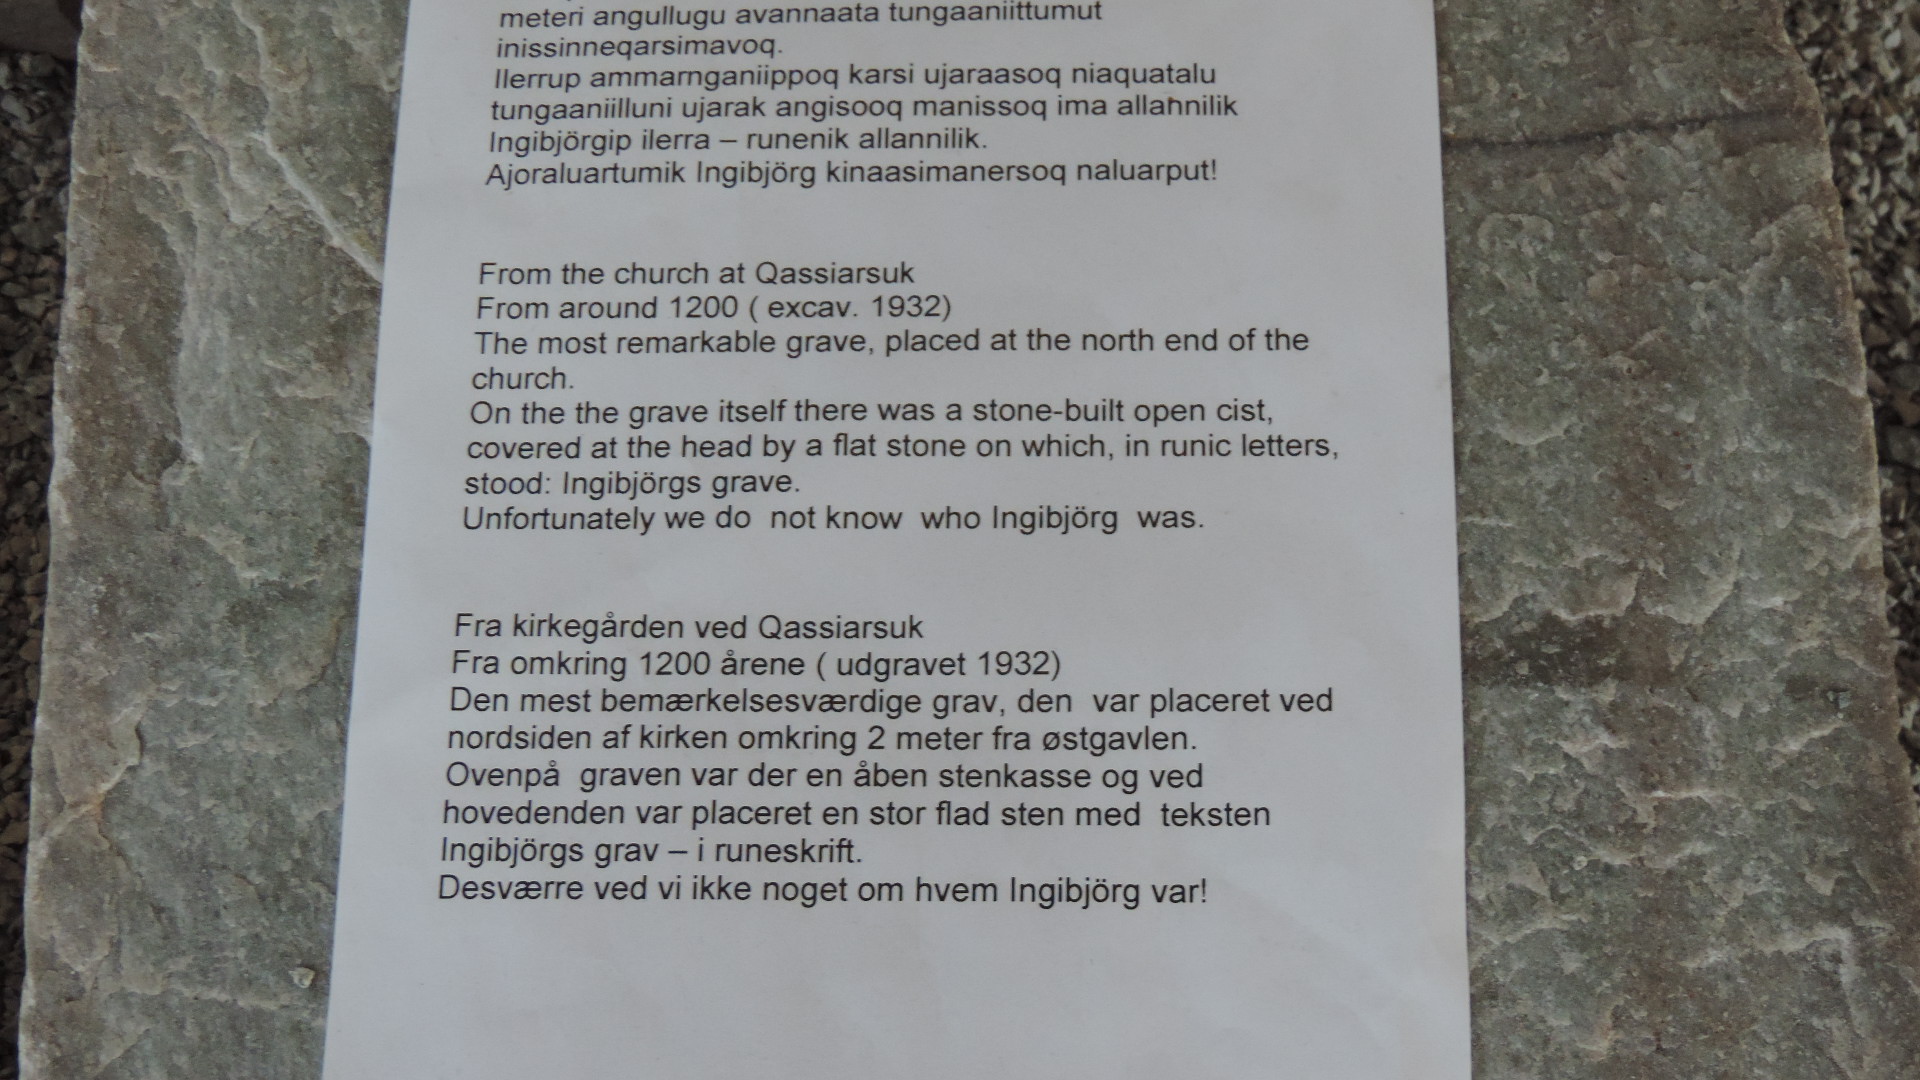 meteri angullugu avannaata tungaaniittumut
inissinneqarsimavoq.
Ilerrup ammarnganiippoq karsi ujaraasoq niaquatalu
tungaaniilluni ujarak angisooq manissoq ima allannilik
Ingibjörgip ilerra – runenik allannilik.
Ajoraluartumik Ingibjörg kinaasimanersoq naluarput!
From the church at Qassiarsuk
From around 1200 ( excav. 1932)
The most remarkable grave, placed at the north end of the
church.
On the the grave itself there was a stone-built open cist,
covered at the head by a flat stone on which, in runic letters,
stood: Ingibjörgs grave.
Unfortunately we do not know who Ingibjörg was.
Fra kirkegården ved Qassiarsuk
Fra omkring 1200 årene ( udgravet 1932)
Den mest bemærkelsesværdige grav, den var placeret ved
nordsiden af kirken omkring 2 meter fra østgavlen.
Ovenpå graven var der en åben stenkasse og ved
hovedenden var placeret en stor flad sten med teksten
Ingibjörgs grav – i runeskrift.
Desværre ved vi ikke noget om hvem Ingibjörg var!